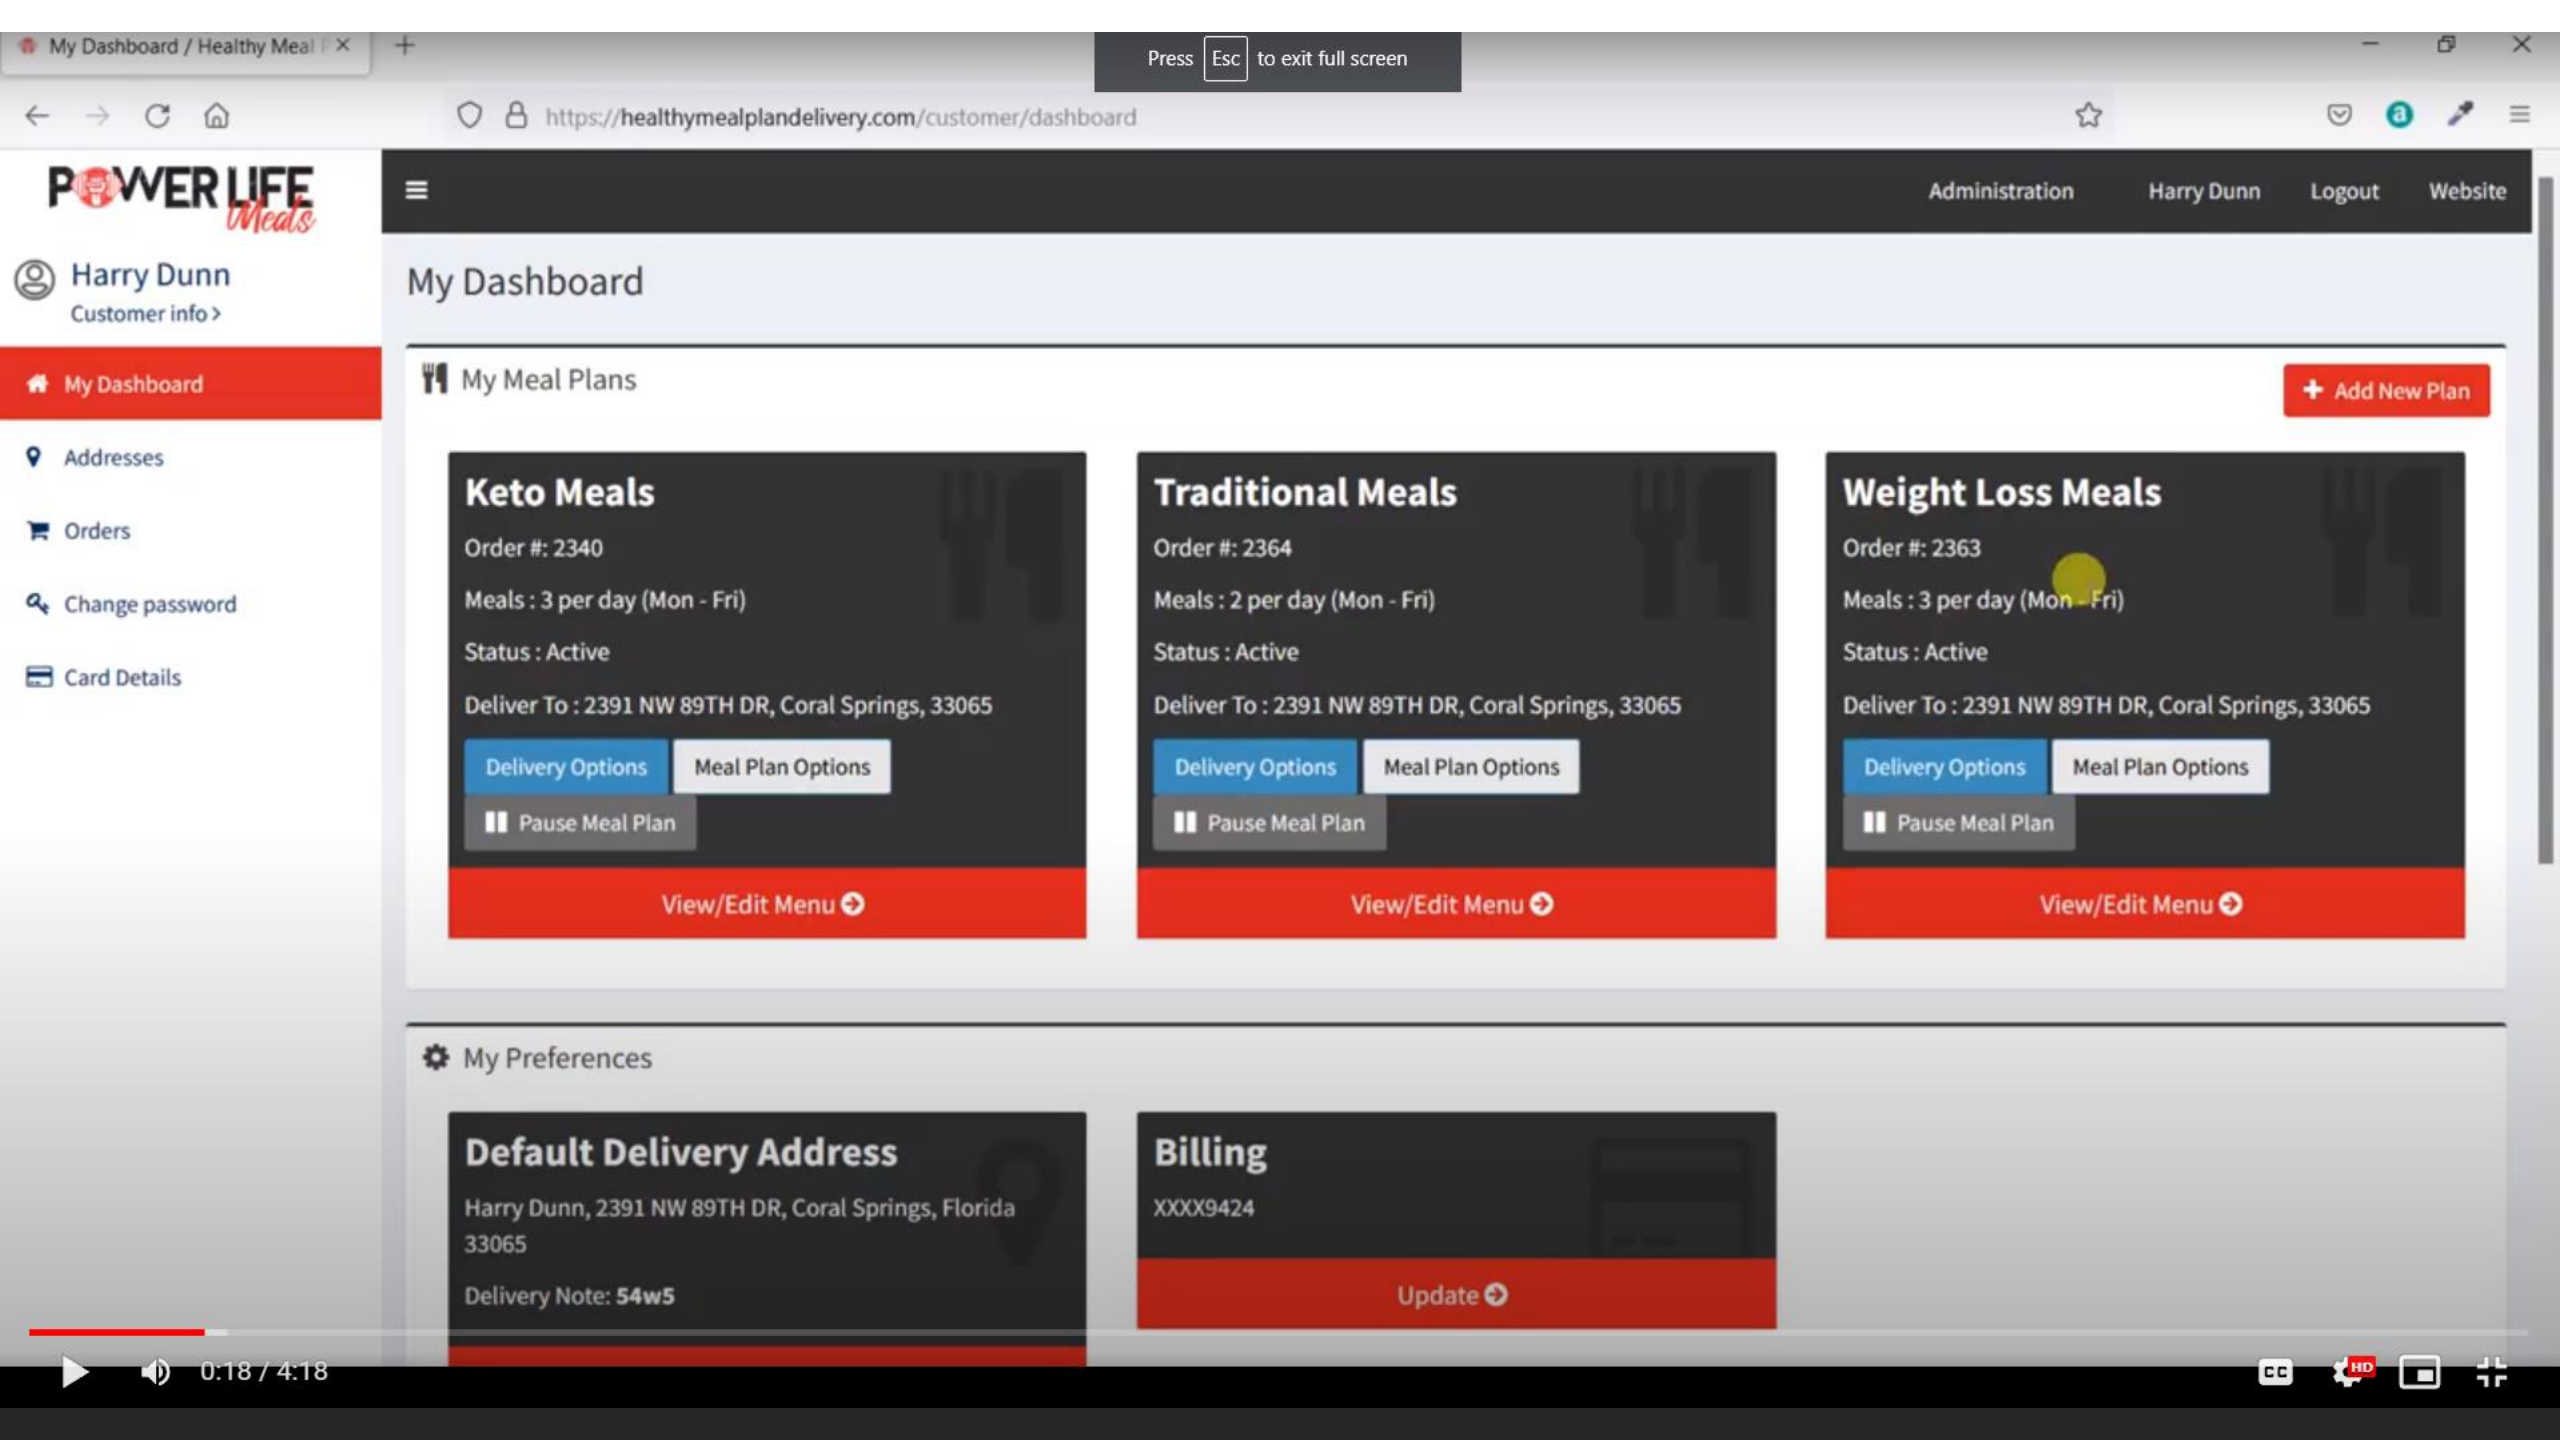 My Dashboard / Healthy Meal P
Press Esc to exit full screen
https://healthymealplandelivery.com/customer/dashboard
a
POWER LIFE
Meals
Administration
Harry Dunn
Logout
Website
Harry Dunn
Customer info >
My Dashboard
Addresses
Orders
Change password
Card Details
My Dashboard
My Meal Plans
Add New Plan
Keto Meals
Order #: 2340
Meals : 3 per day (Mon - Fri)
Status : Active
Deliver To : 2391 NW 89TH DR, Coral Springs, 33065
Delivery Options
Meal Plan Options
Pause Meal Plan
View/Edit Menu
Traditional Meals
Order #: 2364
Meals : 2 per day (Mon - Fri)
Status : Active
Deliver To : 2391 NW 89TH DR, Coral Springs, 33065
Delivery Options
Meal Plan Options
Pause Meal Plan
View/Edit Menu
Weight Loss Meals
Order #: 2363
Meals : 3 per day (Mon - Fri)
Status : Active
Deliver To : 2391 NW 89TH DR, Coral Springs, 33065
Delivery Options
Meal Plan Options
Pause Meal Plan
View/Edit Menu
My Preferences
Default Delivery Address
Harry Dunn, 2391 NW 89TH DR, Coral Springs, Florida
33065
Delivery Note: 54w5
Billing
XXXX9424
Update
0:18 / 4:18
CC
HD